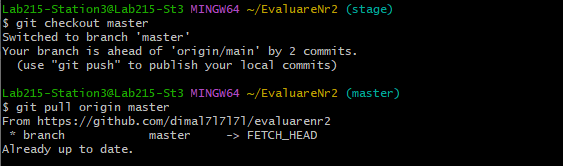 Lab215-Station3@Lab215-St3 MINGW64 ~/EvaluareNr2 (stage)
$ git checkout master
Switched to branch 'master'
Your branch is ahead of 'origin/main' by 2 commits.
  (use "git push" to publish your local commits)
Lab215-Station3@Lab215-St3 MINGW64 ~/EvaluareNr2 (master)
$ git pull origin master
From https://github.com/dima17171717l/evaluarenr2
 * branch            master     -> FETCH_HEAD
Already up to date.